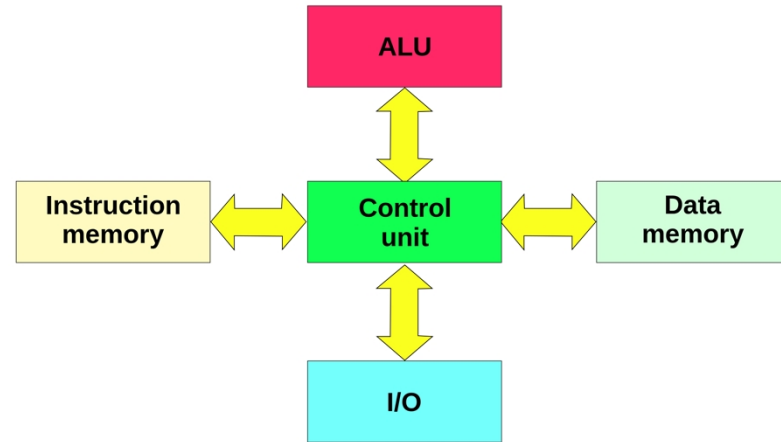 ALU
Instruction
memory
Control
unit
Data
memory
I/O